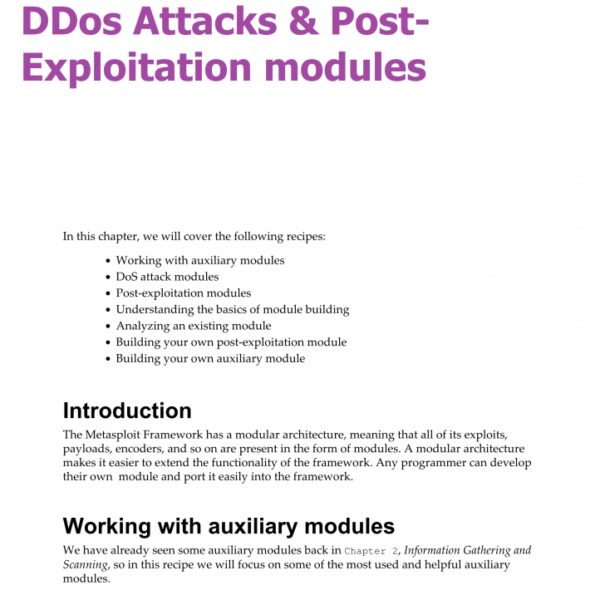 DDos Attacks & Post-
Exploitation modules
In this chapter, we will cover the following recipes:
• Working with auxiliary modules
• DoS attack modules
• Post-exploitation modules
• Understanding the basics of module building
• Analyzing an existing module
• Building your own post-exploitation module
• Building your own auxiliary module
Introduction
The Metasploit Framework has a modular architecture, meaning that all of its exploits,
payloads, encoders, and so on are present in the form of modules. A modular architecture
makes it easier to extend the functionality of the framework. Any programmer can develop
their own module and port it easily into the framework.
Working with auxiliary modules
We have already seen some auxiliary modules back in Chapter 2, Information Gathering and
Scanning, so in this recipe we will focus on some of the most used and helpful auxiliary
modules.